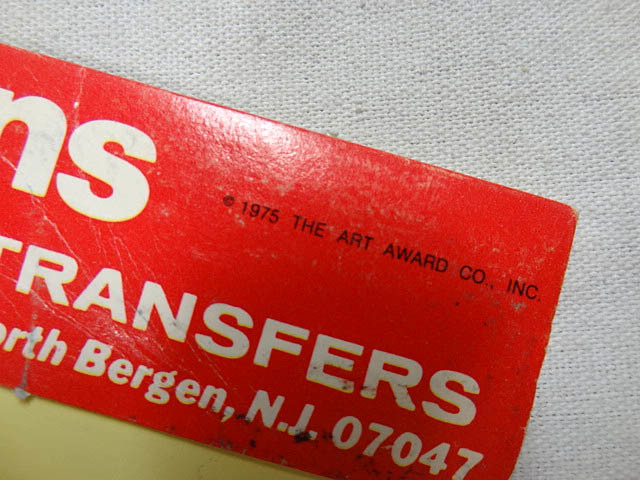 ns
© 1975 THE ART AWARD CO., INC.
TRANSFERS
orth Bergen, N.J. 07047